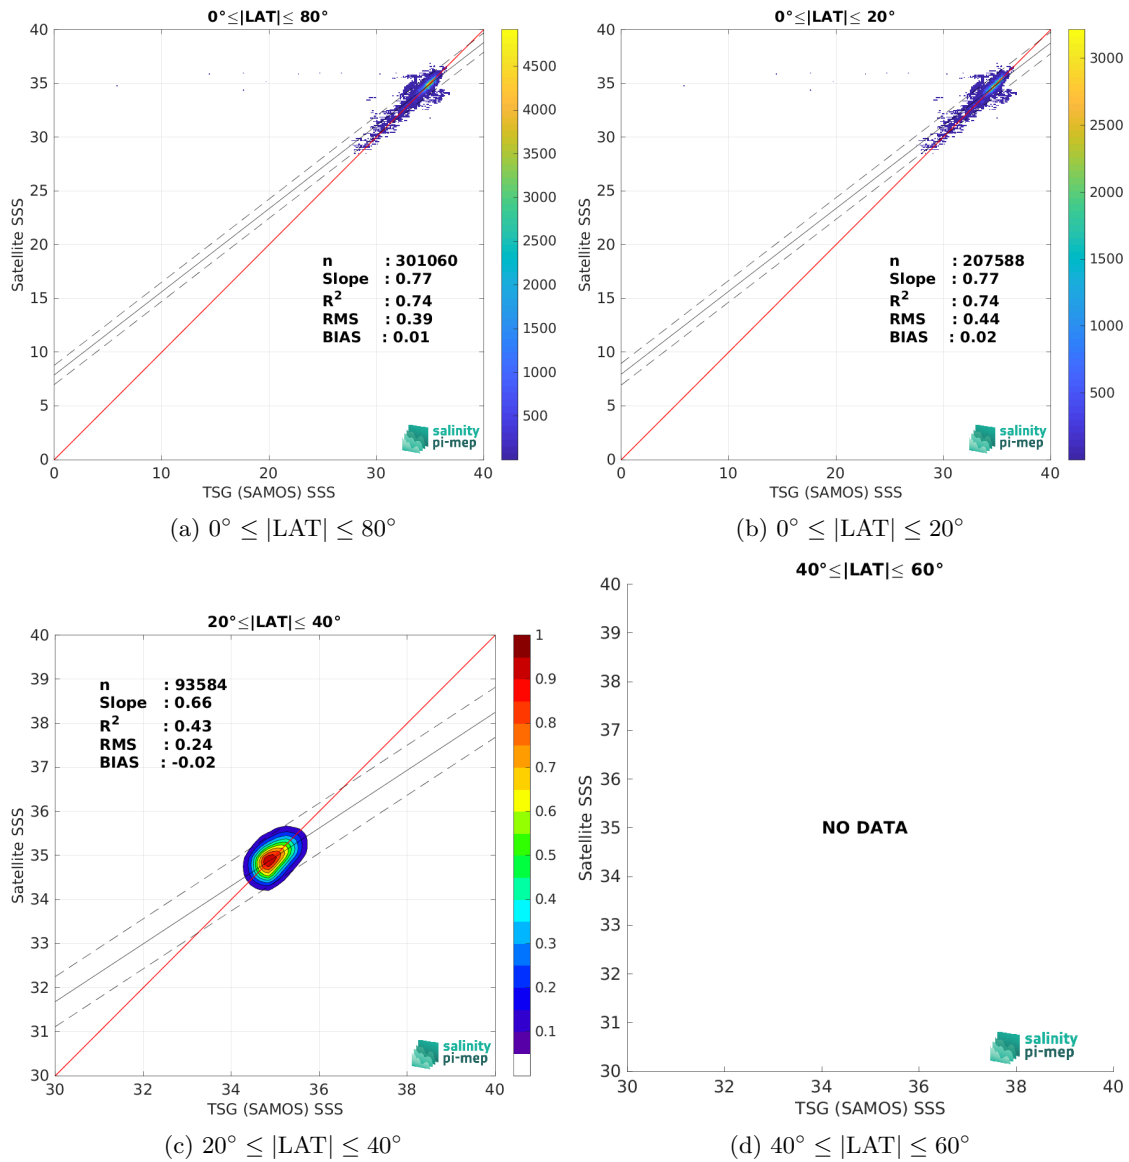 0°≤|LAT|≤ 80°
40
35
30
25
20
15
10
5
0
Satellite SSS
n : 301060
Slope : 0.77
R² : 0.74
RMS : 0.39
BIAS : 0.01
salinity
pi-mep
0 10 20 30 40
TSG (SAMOS) SSS
4500
4000
3500
3000
2500
2000
1500
1000
500
(a) 0° ≤ |LAT| ≤ 80°
0°≤|LAT|≤ 20°
40
35
30
25
20
15
10
5
0
Satellite SSS
n : 207588
Slope : 0.77
R² : 0.74
RMS : 0.44
BIAS : 0.02
salinity
pi-mep
0 10 20 30 40
TSG (SAMOS) SSS
3000
2500
2000
1500
1000
500
(b) 0° ≤ |LAT| ≤ 20°
20°≤|LAT|≤ 40°
40
39
38
37
36
35
34
33
32
31
30
Satellite SSS
n : 93584
Slope : 0.66
R² : 0.43
RMS : 0.24
BIAS : -0.02
salinity
pi-mep
30 32 34 36 38 40
TSG (SAMOS) SSS
1
0.9
0.8
0.7
0.6
0.5
0.4
0.3
0.2
0.1
(c) 20° ≤ |LAT| ≤ 40°
40°≤|LAT|≤ 60°
40
39
38
37
36
35
34
33
32
31
30
Satellite SSS
NO DATA
salinity
pi-mep
30 32 34 36 38 40
TSG (SAMOS) SSS
(d) 40° ≤ |LAT| ≤ 60°